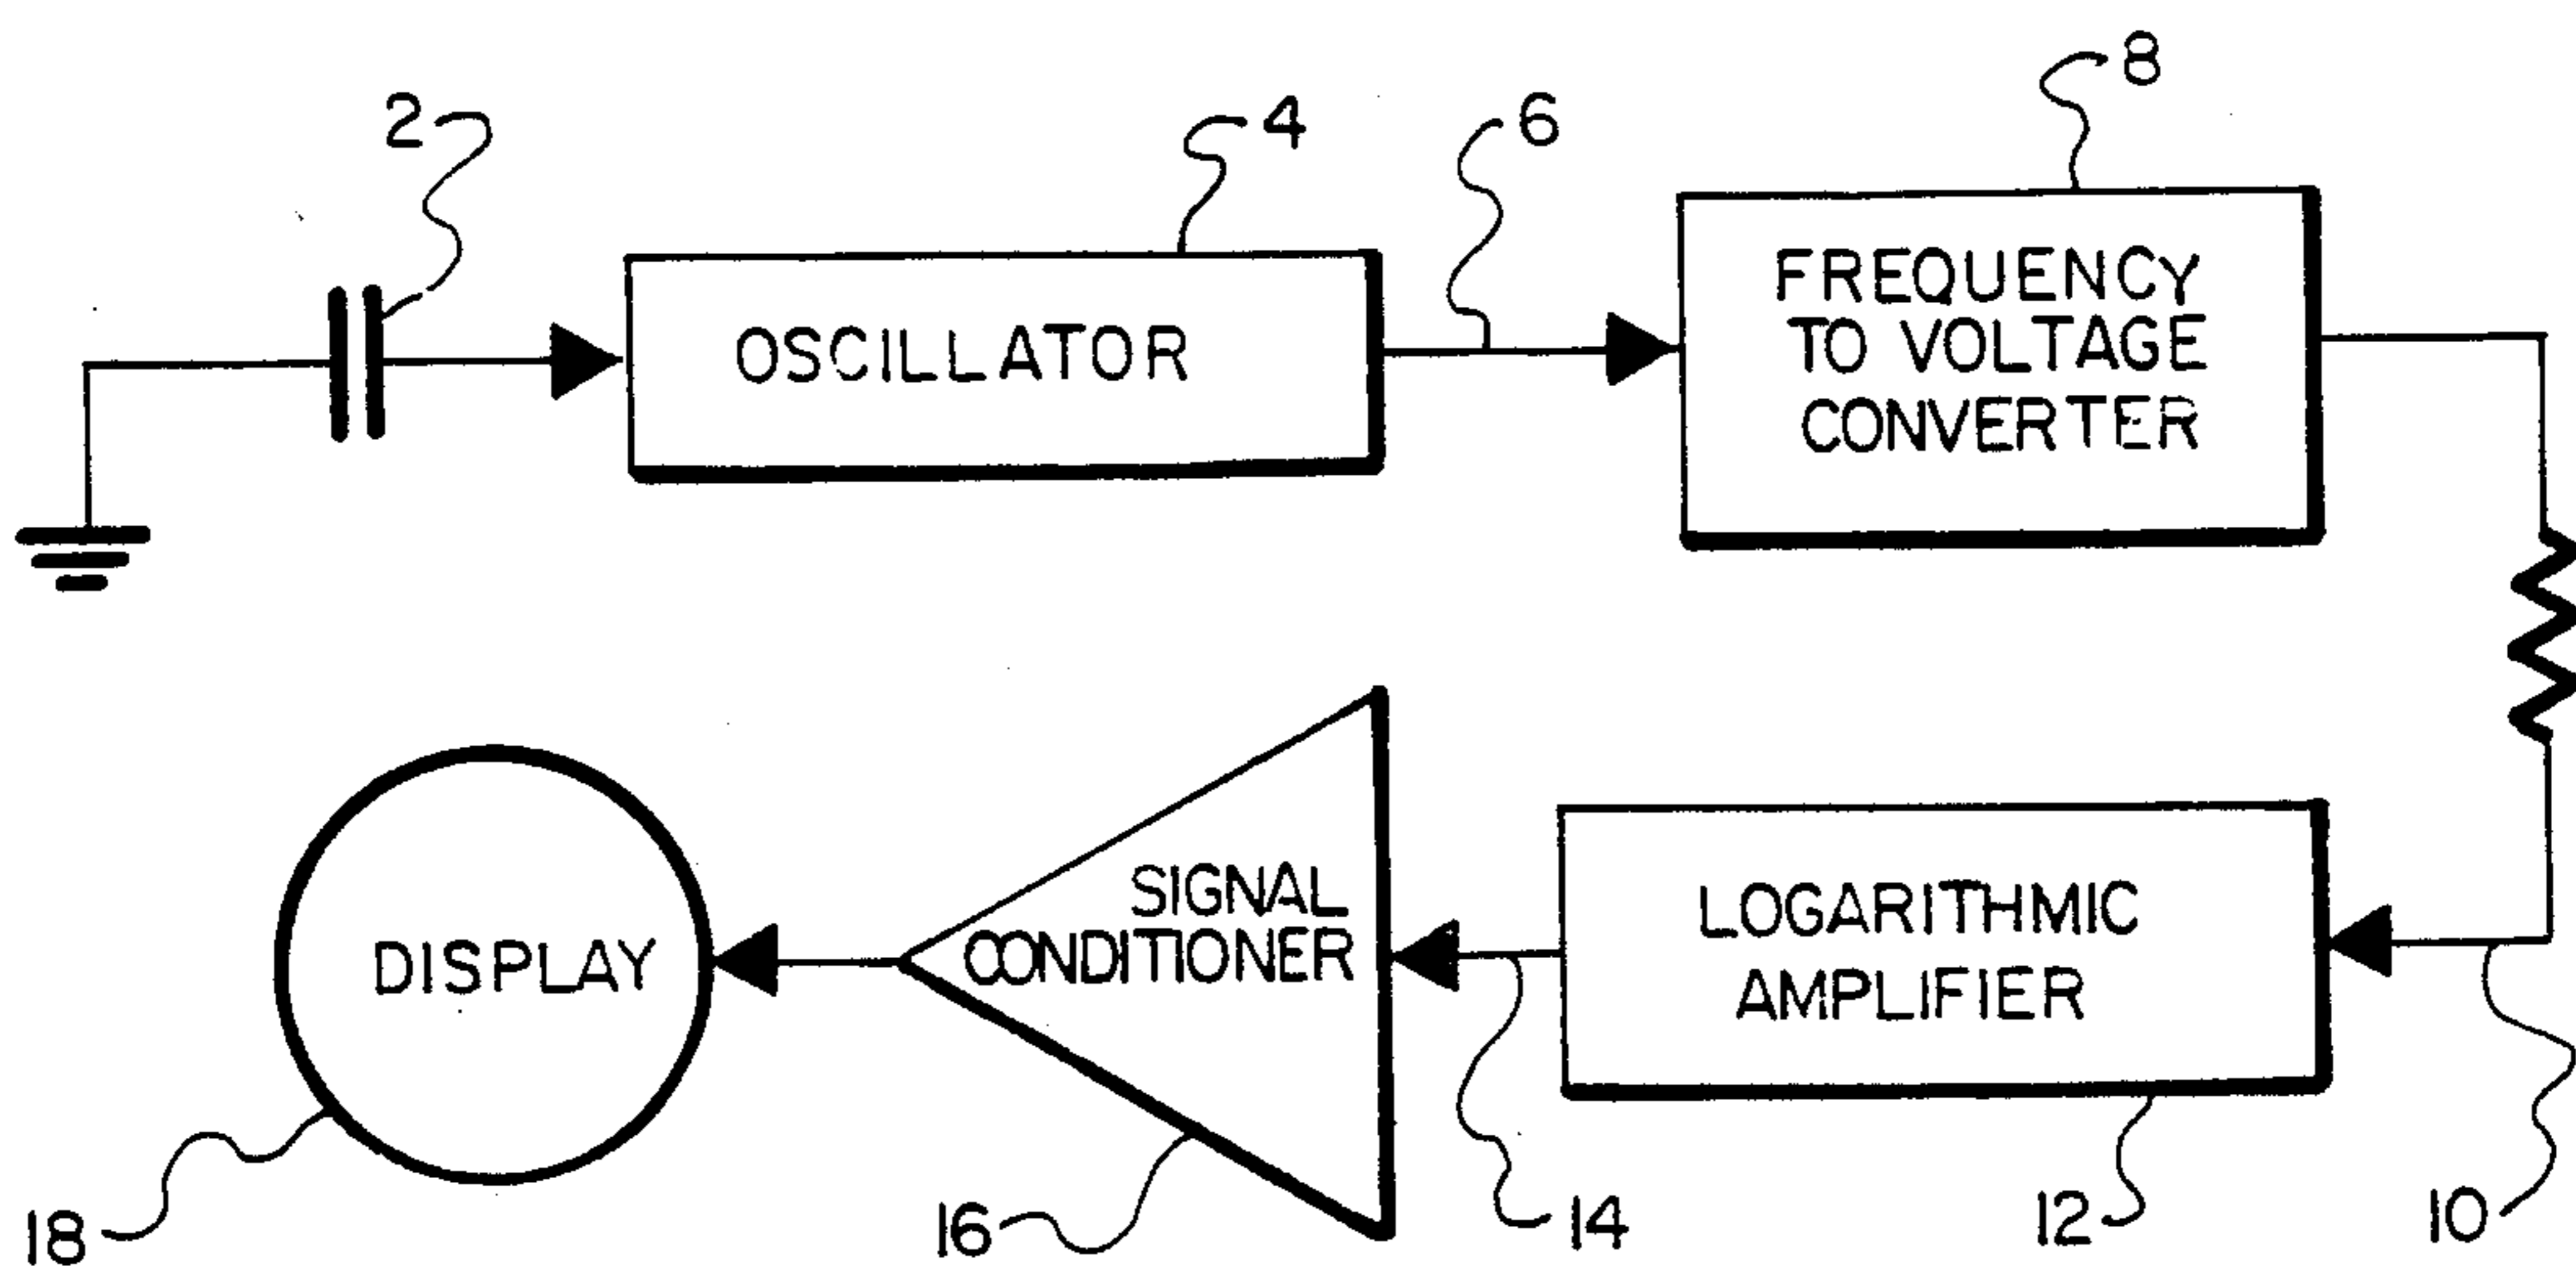 2
4
6
8
OSCILLATOR
FREQUENCY
TO VOLTAGE
CONVERTER
DISPLAY
SIGNAL
CONDITIONER
LOGARITHMIC
AMPLIFIER
18
16
14
12
10